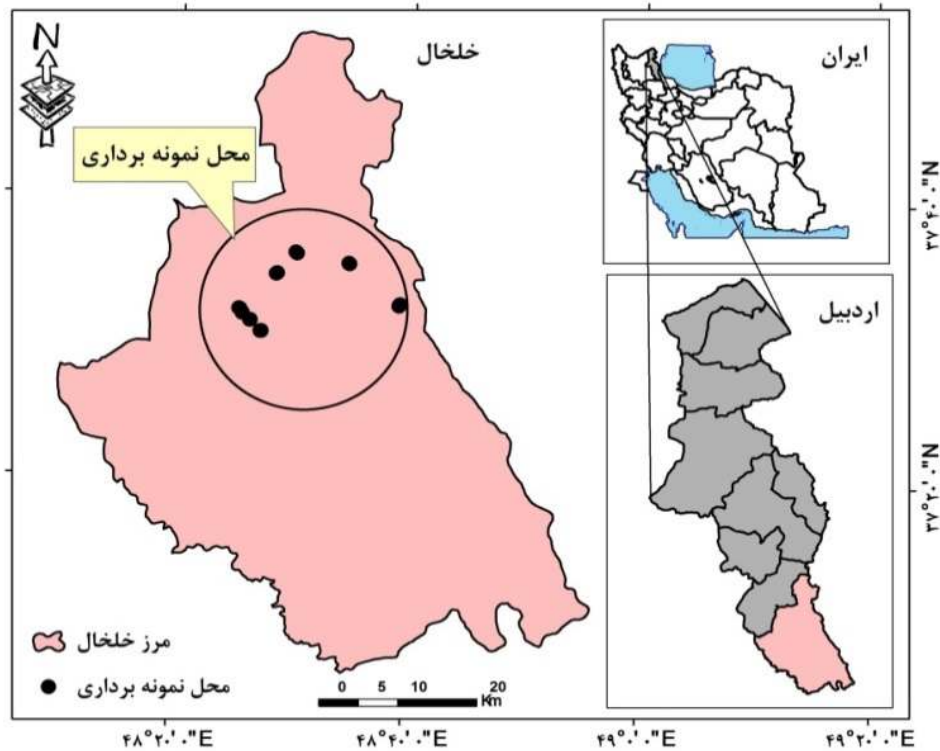 N
خلخال
محل نمونه برداری
ایران
اردبیل
۳۷°۴۰'۰"N
۳۷°۲۰'۰"N
مرز خلخال
محل نمونه برداری
0 5 10 20
Km
۴۸°۲۰'۰"E
۴۸°۴۰'۰"E
۴۹°۰'۰"E
۴۹°۲۰'۰"E